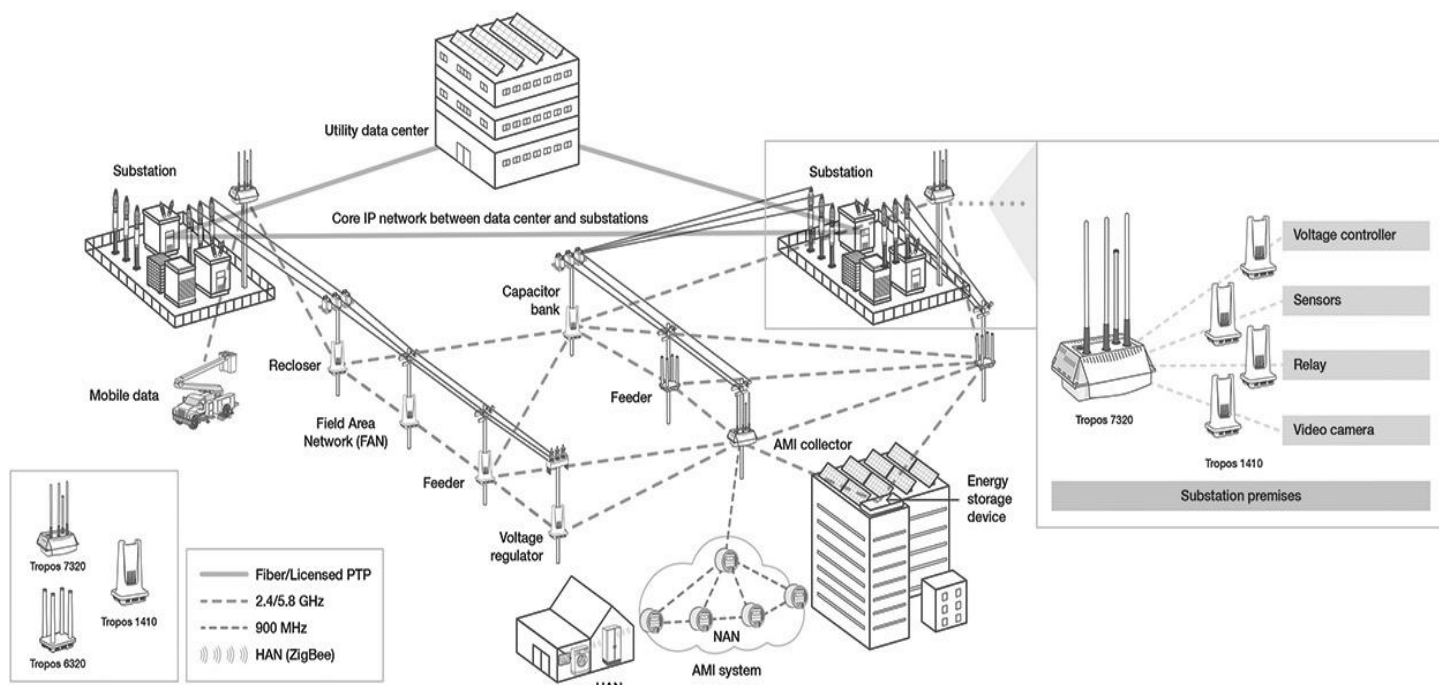 Utility data center
Substation
Core IP network between data center and substations
Substation
Capacitor
bank
Recloser
Mobile data
Field Area
Network (FAN)
Feeder
Feeder
AMI collector
Voltage
regulator
Energy
storage
device
NAN
AMI system
HAN
Voltage controller
Sensors
Relay
Video camera
Tropos 7320
Tropos 1410
Substation premises
Tropos 7320
Tropos 1410
Tropos 6320
Fiber/Licensed PTP
2.4/5.8 GHz
900 MHz
HAN (ZigBee)